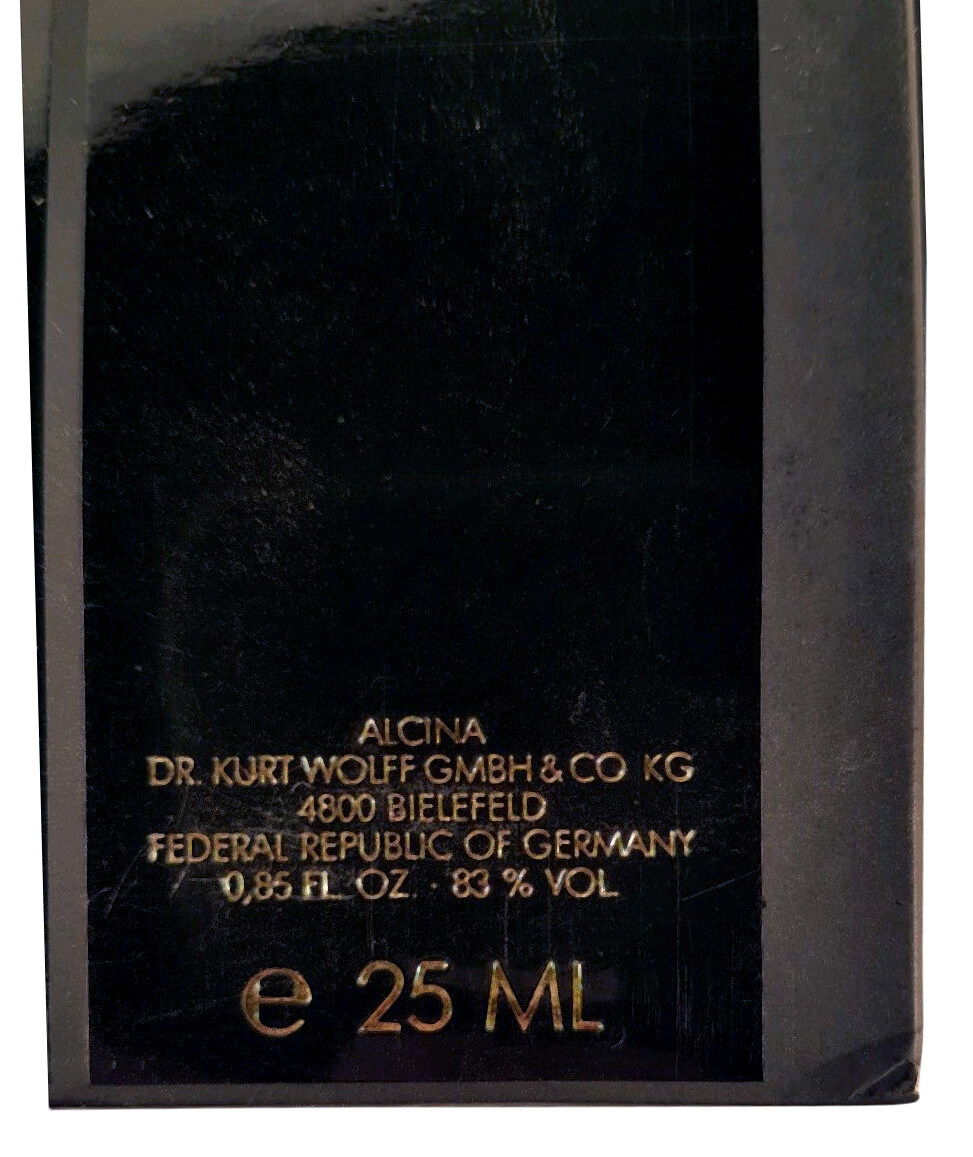 ALCINA
DR. KURT WOLFF GMBH & CO KG
4800 BIELEFELD
FEDERAL REPUBLIC OF GERMANY
0,85 FL. OZ. · 83 % VOL.
℮ 25 ML